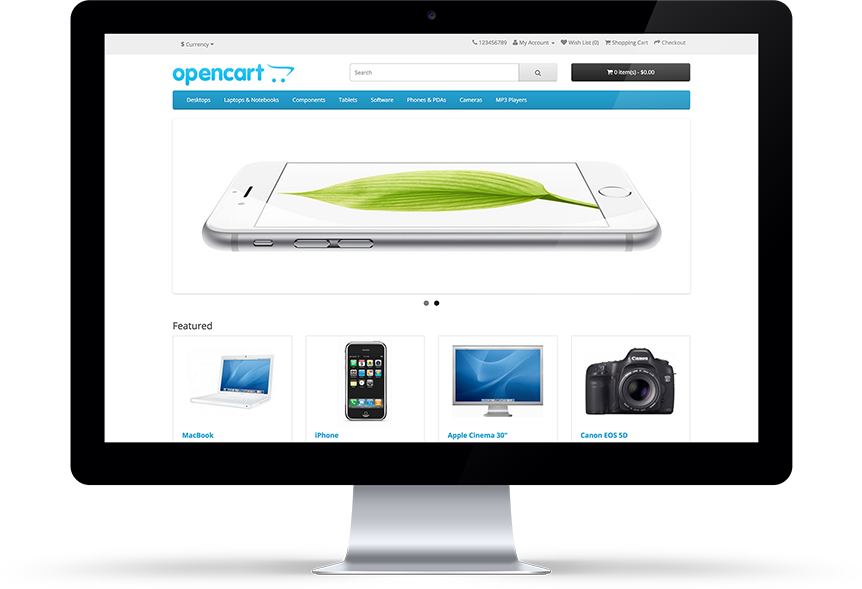 $ Currency
123456789 My Account Wish List (0) Shopping Cart Checkout
opencart
Search
0 item(s) - $0.00
Desktops Laptops & Notebooks Components Tablets Software Phones & PDAs Cameras MP3 Players
Featured
MacBook
iPhone
Apple Cinema 30"
Canon EOS 5D
Canon